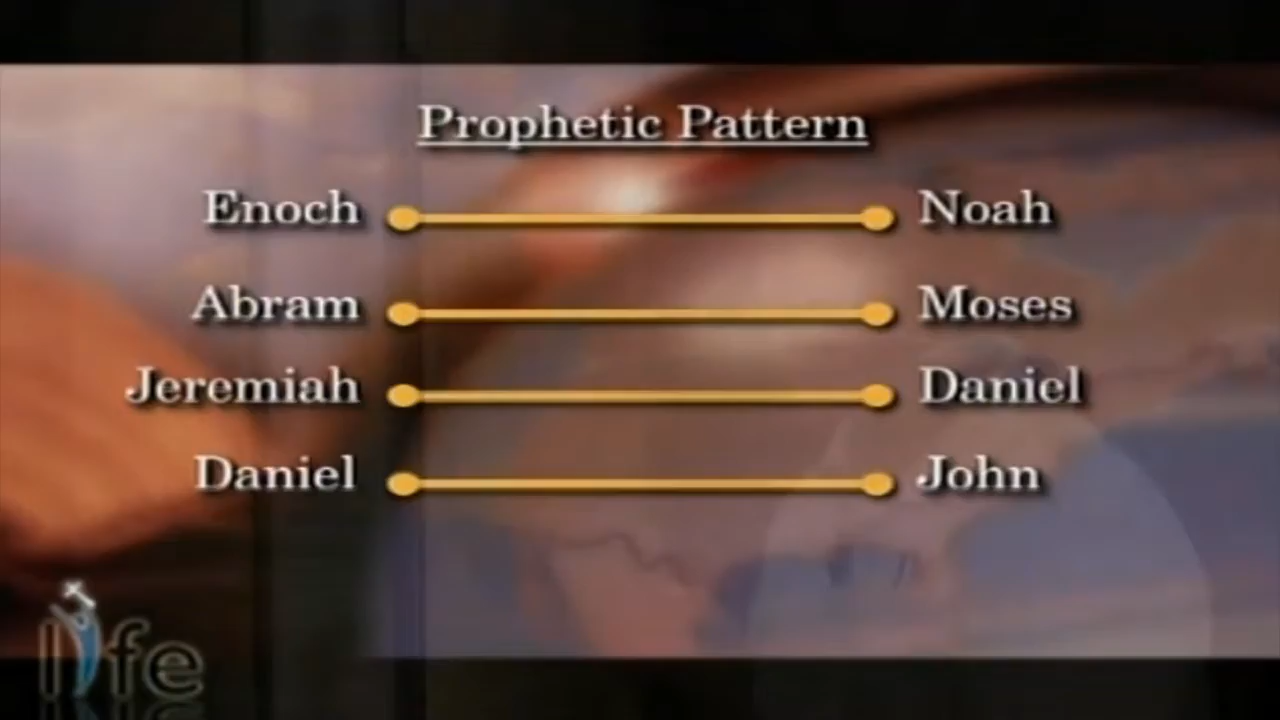 Prophetic Pattern
Enoch Noah
Abram Moses
Jeremiah Daniel
Daniel John
life